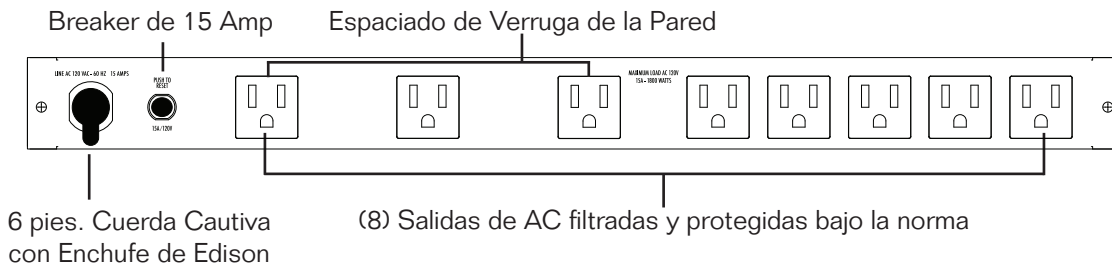 Breaker de 15 Amp
Espaciado de Verruga de la Pared
LINE AC 120 VAC- 60 HZ 15 AMPS
PUSH TO
RESET
15A/120V
MAXIMUM LOAD AC 120V
15A - 1800 WATTS
6 pies. Cuerda Cautiva
con Enchufe de Edison
(8) Salidas de AC filtradas y protegidas bajo la norma